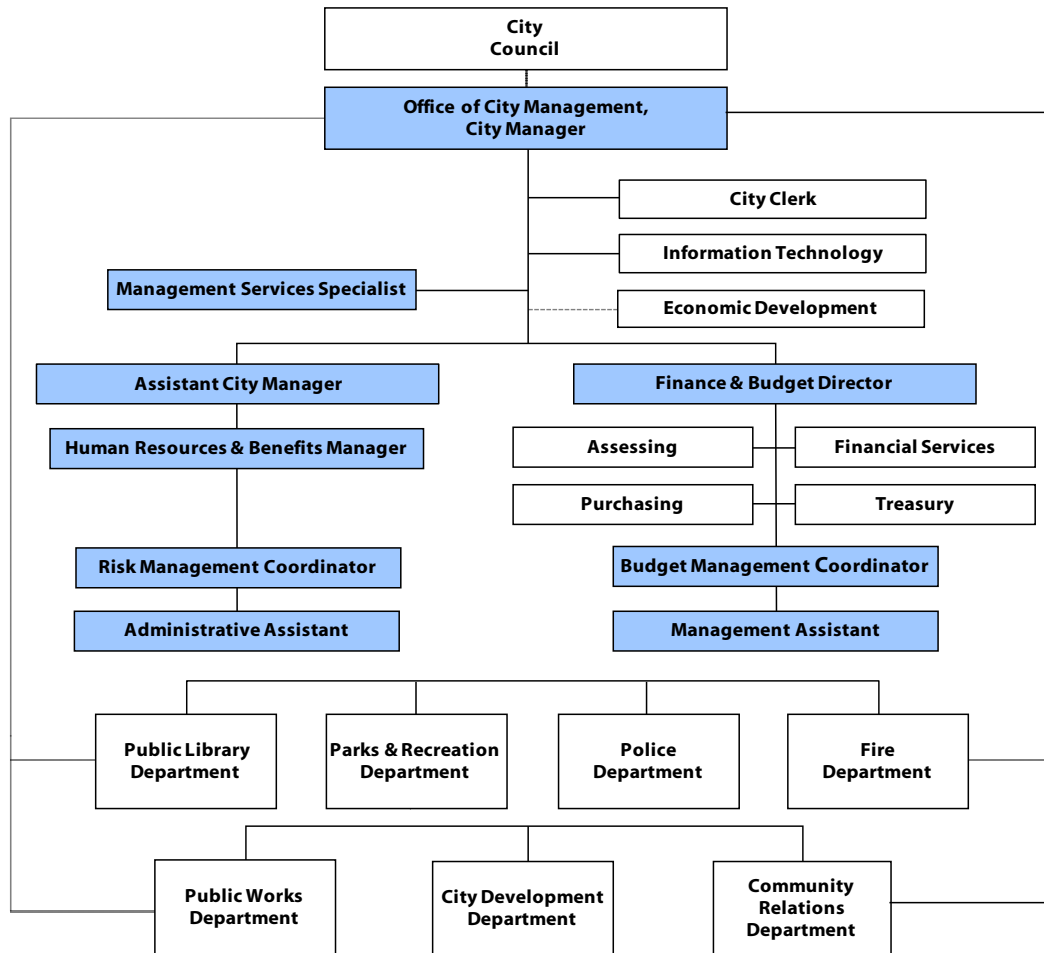 City
Council
Office of City Management,
City Manager
City Clerk
Information Technology
Management Services Specialist
Economic Development
Assistant City Manager
Finance & Budget Director
Human Resources & Benefits Manager
Assessing
Financial Services
Purchasing
Treasury
Risk Management Coordinator
Budget Management Coordinator
Administrative Assistant
Management Assistant
Public Library
Department
Parks & Recreation
Department
Police
Department
Fire
Department
Public Works
Department
City Development
Department
Community
Relations
Department